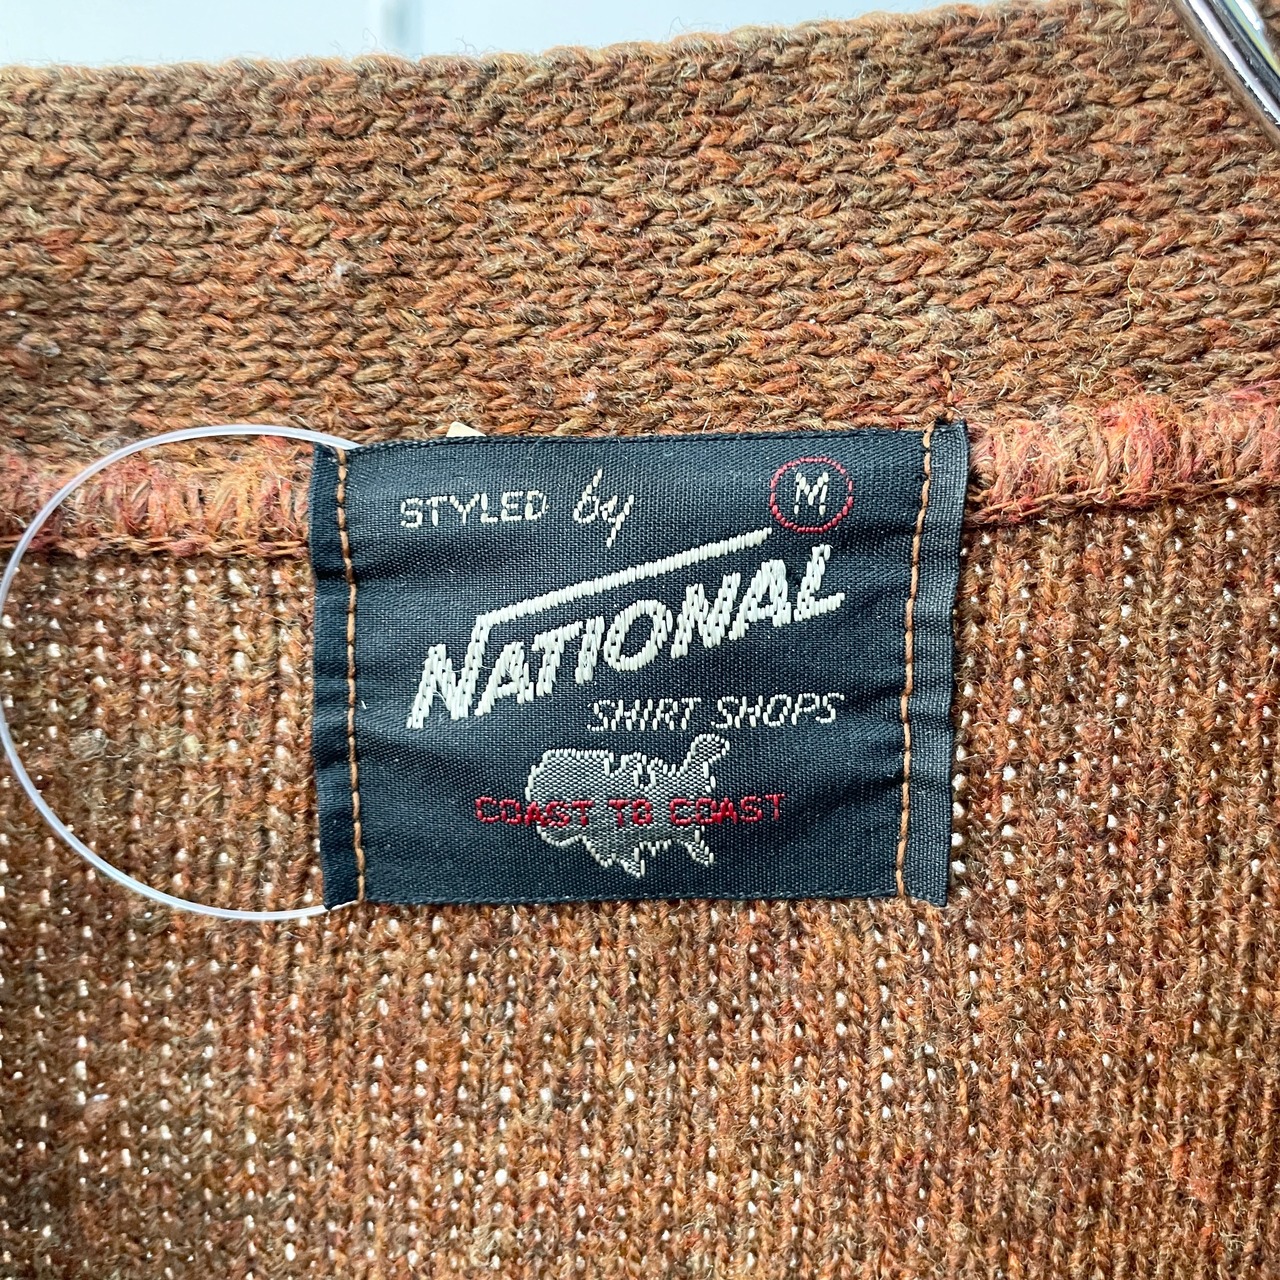 STYLED by
M
NATIONAL
SHIRT SHOPS
COAST TO COAST